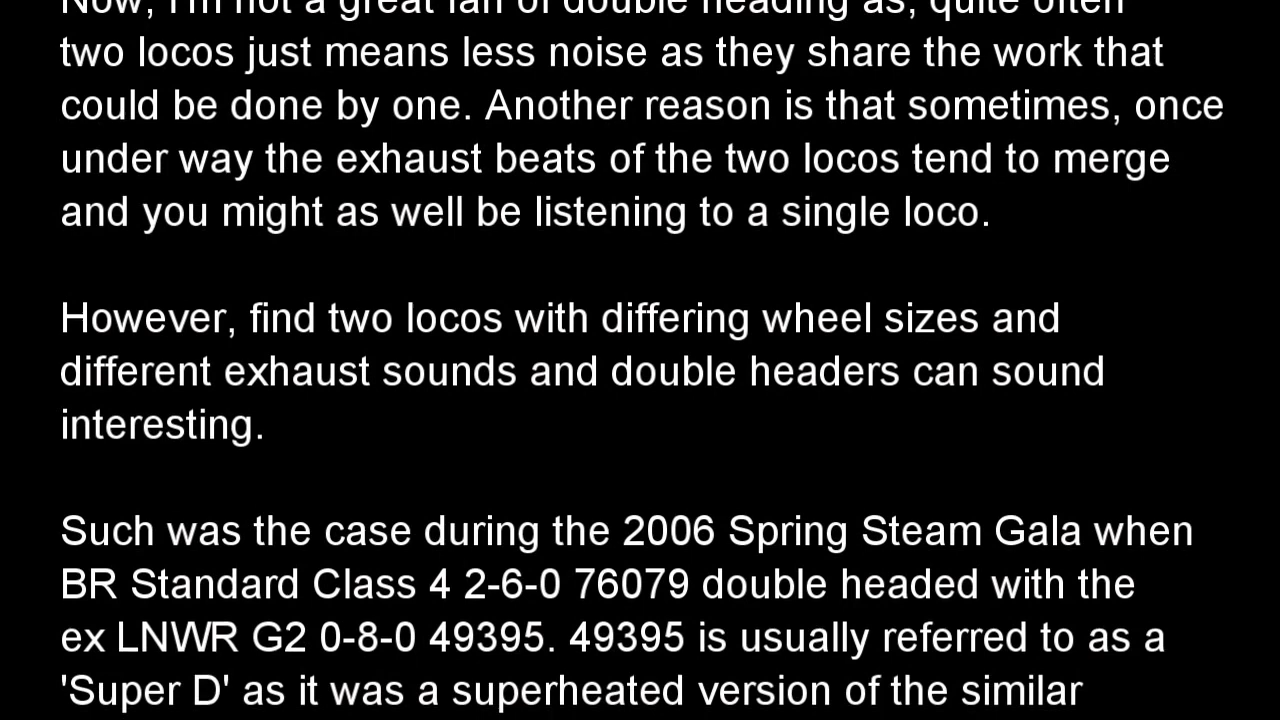 Now, I'm not a great fan of double heading as, quite often
two locos just means less noise as they share the work that
could be done by one. Another reason is that sometimes, once
under way the exhaust beats of the two locos tend to merge
and you might as well be listening to a single loco.
However, find two locos with differing wheel sizes and
different exhaust sounds and double headers can sound
interesting.
Such was the case during the 2006 Spring Steam Gala when
BR Standard Class 4 2-6-0 76079 double headed with the
ex LNWR G2 0-8-0 49395. 49395 is usually referred to as a
'Super D' as it was a superheated version of the similar